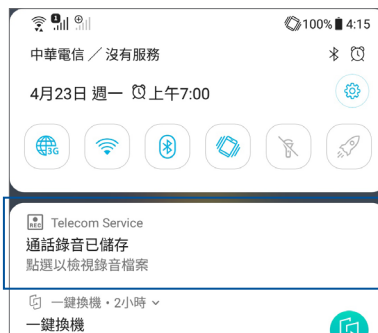 100% 4:15
中華電信／沒有服務
4月23日 週一 上午7:00
3G
REC Telecom Service
通話錄音已儲存
點選以檢視錄音檔案
一鍵換機・2小時
一鍵換機